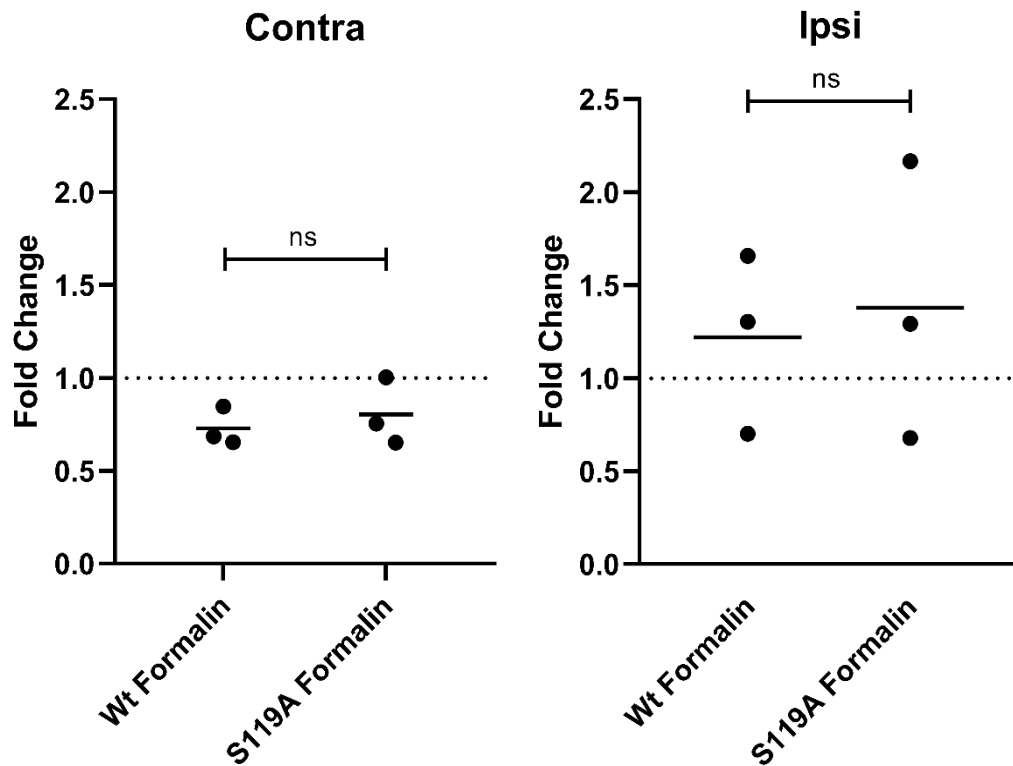 Contra
Fold Change
2.5
2.0
1.5
1.0
0.5
0.0
ns
Wt Formalin
S119A Formalin
Ipsi
Fold Change
2.5
2.0
1.5
1.0
0.5
0.0
ns
Wt Formalin
S119A Formalin